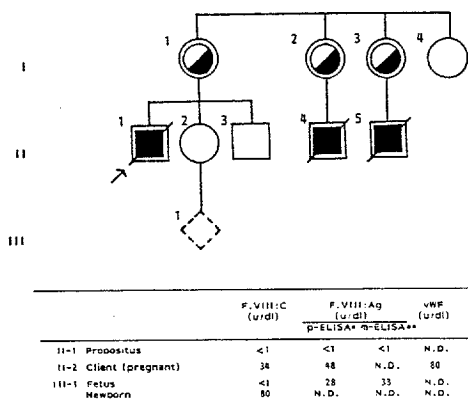 1 2 3 4
I
1 2 3 4 5
II
1
III
F.VIII:C F.VIII:Ag vWF
(u/dl) (u/dl) (u/dl)
p-ELISA* m-ELISA**
II-1 Propositus <1 <1 <1 N.D.
II-2 Client (pregnant) 34 48 N.D. 80
III-1 Fetus <1 28 33 N.D.
Newborn 80 N.D. N.D. N.D.